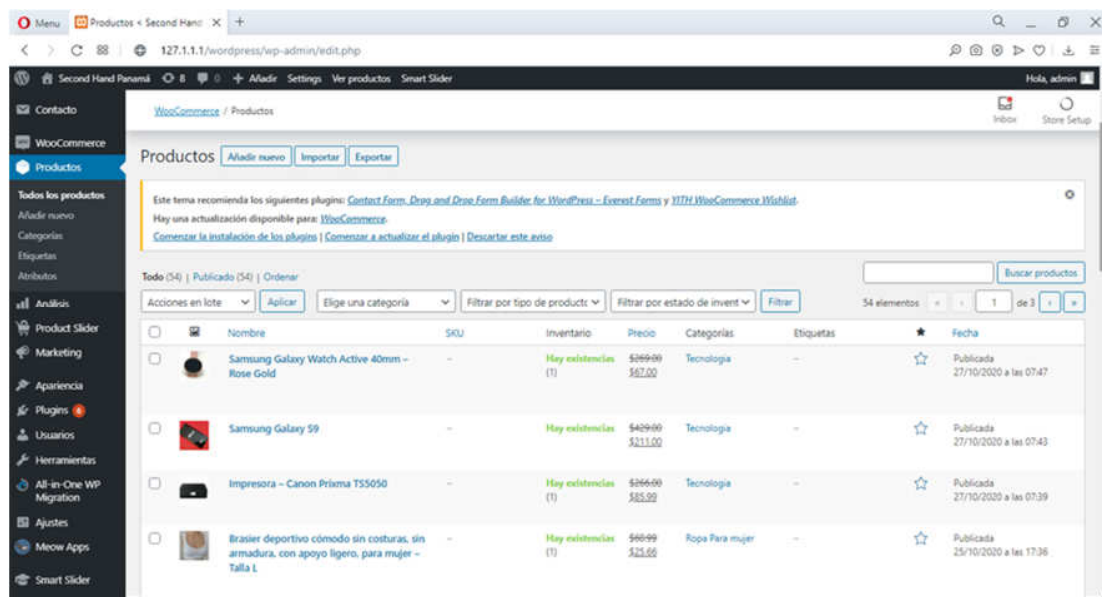 Menu
Productos < Second Hand
127.1.1.1/wordpress/wp-admin/edit.php
Second Hand Panamá 8 0 + Añadir Settings Ver productos Smart Slider
Hola, admin
Contacto
WooCommerce
Productos
Todos los productos
Añadir nuevo
Categorías
Etiquetas
Atributos
Análisis
Product Slider
Marketing
Apariencia
Plugins 6
Usuarios
Herramientas
All-in-One WP
Migration
Ajustes
Meow Apps
Smart Slider
WooCommerce / Productos
Inbox
Store Setup
Productos Añadir nuevo Importar Exportar
Este tema recomienda los siguientes plugins: Contact Form, Drag and Drop Form Builder for WordPress – Everest Forms y YITH WooCommerce Wishlist.
Hay una actualización disponible para: WooCommerce.
Comenzar la instalación de los plugins | Comenzar a actualizar el plugin | Descartar este aviso
Todo (54) | Publicado (54) | Ordenar
Buscar productos
Acciones en lote Aplicar Elige una categoría Filtrar por tipo de producto Filtrar por estado de invent Filtrar
54 elementos « ‹ 1 de 3 › »
Nombre SKU Inventario Precio Categorías Etiquetas Fecha
Samsung Galaxy Watch Active 40mm –
Rose Gold
–
Hay existencias
(1)
$269.00
$67.00
Tecnologia
–
Publicada
27/10/2020 a las 07:47
Samsung Galaxy S9
–
Hay existencias
$429.00
$211.00
Tecnologia
–
Publicada
27/10/2020 a las 07:43
Impresora – Canon Prixma TS5050
–
Hay existencias
(1)
$266.00
$85.99
Tecnologia
–
Publicada
27/10/2020 a las 07:39
Brasier deportivo cómodo sin costuras, sin
armadura, con apoyo ligero, para mujer –
Talla L
–
Hay existencias
(1)
$60.99
$25.66
Ropa Para mujer
–
Publicada
25/10/2020 a las 17:36